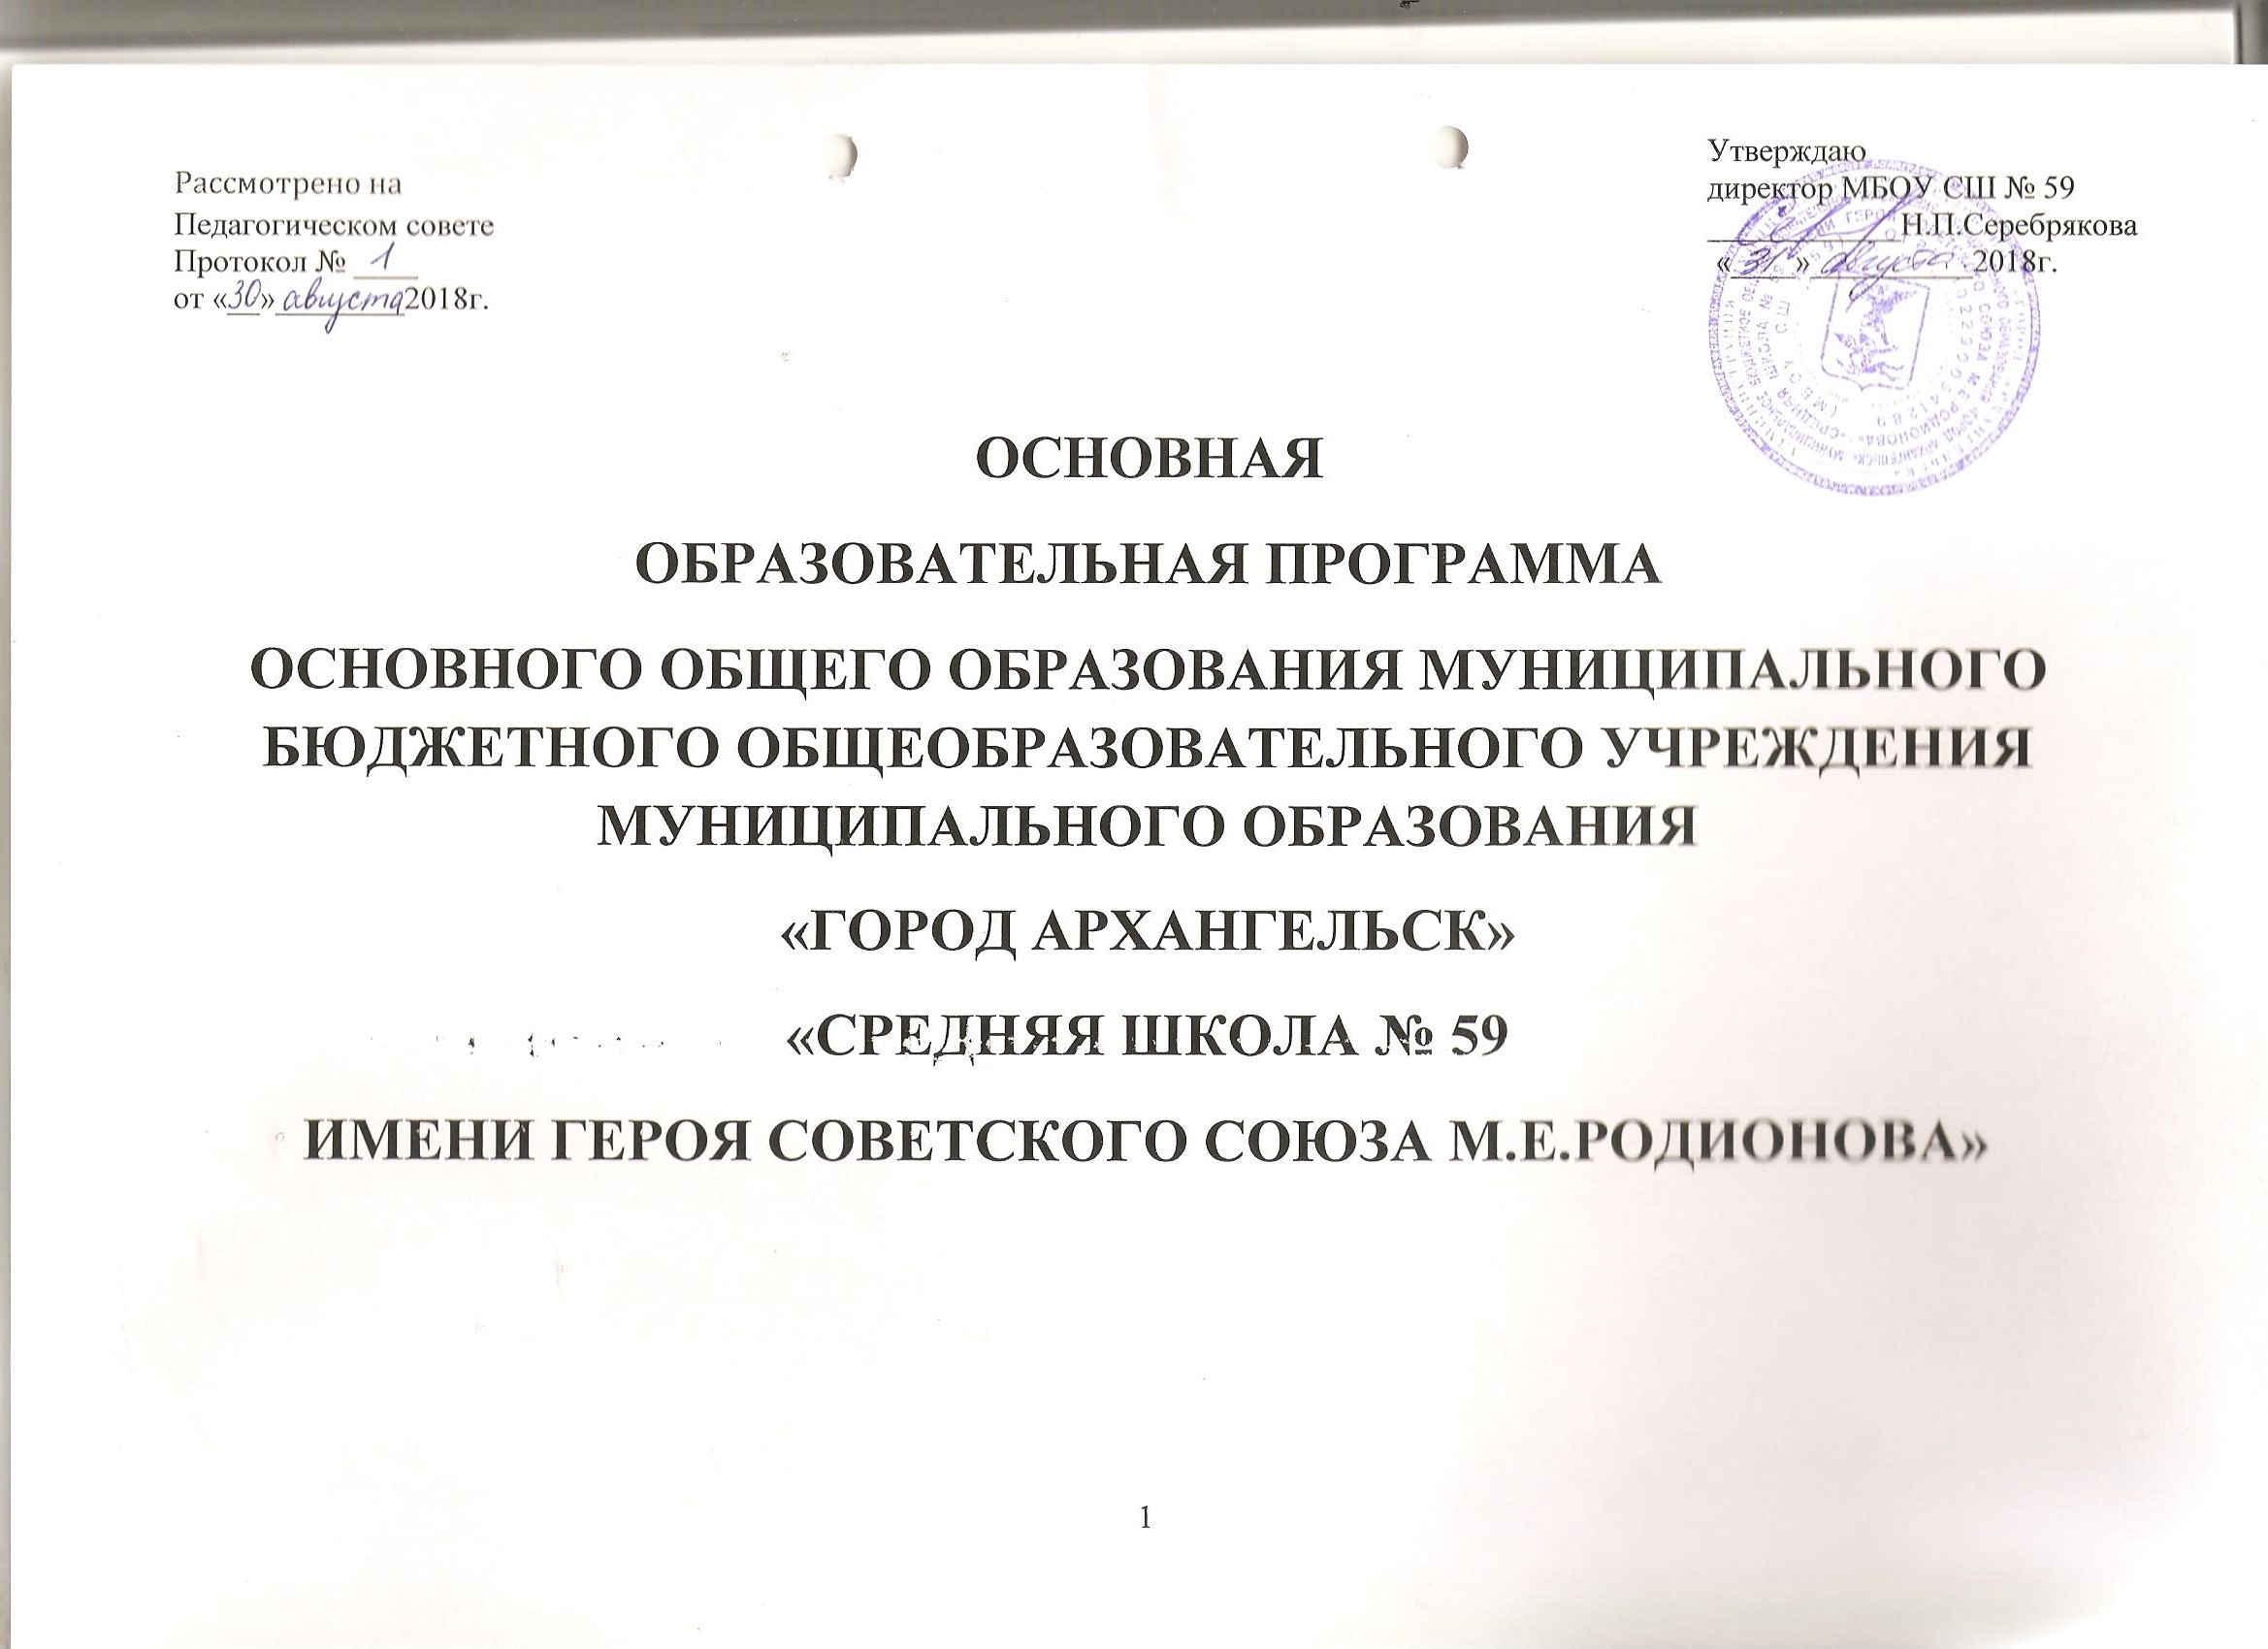 Рассмотрено на
Педагогическом совете
Протокол № 1
от «30» августа 2018г.
Утверждаю
директор МБОУ СШ № 59
Н.П.Серебрякова
«31» августа 2018г.
ОСНОВНАЯ
ОБРАЗОВАТЕЛЬНАЯ ПРОГРАММА
ОСНОВНОГО ОБЩЕГО ОБРАЗОВАНИЯ МУНИЦИПАЛЬНОГО
БЮДЖЕТНОГО ОБЩЕОБРАЗОВАТЕЛЬНОГО УЧРЕЖДЕНИЯ
МУНИЦИПАЛЬНОГО ОБРАЗОВАНИЯ
«ГОРОД АРХАНГЕЛЬСК»
«СРЕДНЯЯ ШКОЛА № 59
ИМЕНИ ГЕРОЯ СОВЕТСКОГО СОЮЗА М.Е.РОДИОНОВА»
1